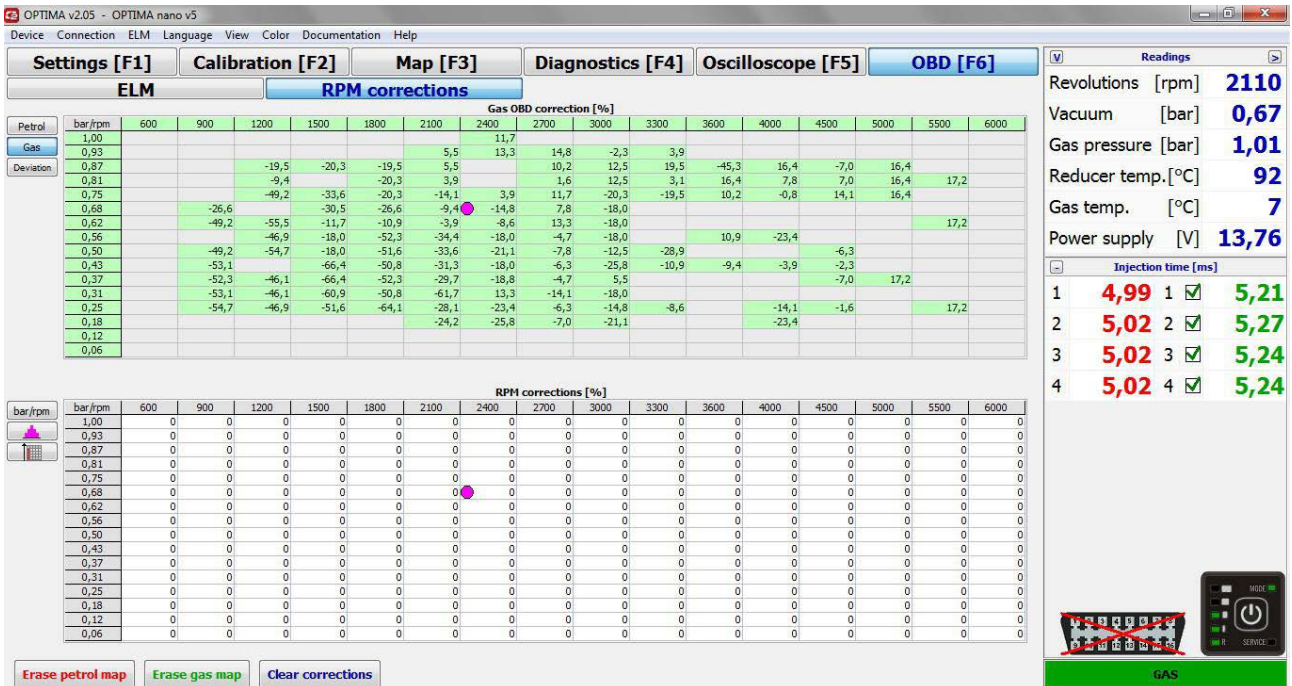 OPTIMA v2.05 - OPTIMA nano v5
Device Connection ELM Language View Color Documentation Help
Settings [F1] Calibration [F2] Map [F3] Diagnostics [F4] Oscilloscope [F5] OBD [F6]
ELM RPM corrections
Gas OBD correction [%]
Petrol
Gas
Deviation
bar/rpm 600 900 1200 1500 1800 2100 2400 2700 3000 3300 3600 4000 4500 5000 5500 6000
1,00 11,7
0,93 5,5 13,3 14,8 -2,3 3,9
0,87 -19,5 -20,3 -19,5 5,5 10,2 12,5 19,5 -45,3 16,4 -7,0 16,4
0,81 -9,4 -20,3 3,9 1,6 12,5 3,1 16,4 7,8 7,0 16,4 17,2
0,75 -49,2 -33,6 -20,3 -14,1 3,9 11,7 -20,3 -19,5 10,2 -0,8 14,1 16,4
0,68 -26,6 -30,5 -26,6 -9,4 -14,8 7,8 -18,0
0,62 -49,2 -55,5 -11,7 -10,9 -3,9 -8,6 13,3 -18,0 17,2
0,56 -46,9 -18,0 -52,3 -34,4 -18,0 -4,7 -18,0 10,9 -23,4
0,50 -49,2 -54,7 -18,0 -51,6 -33,6 -21,1 -7,8 -12,5 -28,9 -6,3
0,43 -53,1 -66,4 -50,8 -31,3 -18,0 -6,3 -25,8 -10,9 -9,4 -3,9 -2,3
0,37 -52,3 -46,1 -66,4 -52,3 -29,7 -18,8 -4,7 5,5 -7,0 17,2
0,31 -53,1 -46,1 -60,9 -50,8 -61,7 13,3 -14,1 -18,0
0,25 -54,7 -46,9 -51,6 -64,1 -28,1 -23,4 -6,3 -14,8 -8,6 -14,1 -1,6 17,2
0,18 -24,2 -25,8 -7,0 -21,1 -23,4
0,12
0,06
RPM corrections [%]
bar/rpm
bar/rpm 600 900 1200 1500 1800 2100 2400 2700 3000 3300 3600 4000 4500 5000 5500 6000
1,00 0 0 0 0 0 0 0 0 0 0 0 0 0 0 0 0
0,93 0 0 0 0 0 0 0 0 0 0 0 0 0 0 0 0
0,87 0 0 0 0 0 0 0 0 0 0 0 0 0 0 0 0
0,81 0 0 0 0 0 0 0 0 0 0 0 0 0 0 0 0
0,75 0 0 0 0 0 0 0 0 0 0 0 0 0 0 0 0
0,68 0 0 0 0 0 0 0 0 0 0 0 0 0 0 0 0
0,62 0 0 0 0 0 0 0 0 0 0 0 0 0 0 0 0
0,56 0 0 0 0 0 0 0 0 0 0 0 0 0 0 0 0
0,50 0 0 0 0 0 0 0 0 0 0 0 0 0 0 0 0
0,43 0 0 0 0 0 0 0 0 0 0 0 0 0 0 0 0
0,37 0 0 0 0 0 0 0 0 0 0 0 0 0 0 0 0
0,31 0 0 0 0 0 0 0 0 0 0 0 0 0 0 0 0
0,25 0 0 0 0 0 0 0 0 0 0 0 0 0 0 0 0
0,18 0 0 0 0 0 0 0 0 0 0 0 0 0 0 0 0
0,12 0 0 0 0 0 0 0 0 0 0 0 0 0 0 0 0
0,06 0 0 0 0 0 0 0 0 0 0 0 0 0 0 0 0
Erase petrol map Erase gas map Clear corrections
V Readings >
Revolutions [rpm] 2110
Vacuum [bar] 0,67
Gas pressure [bar] 1,01
Reducer temp.[°C] 92
Gas temp. [°C] 7
Power supply [V] 13,76
- Injection time [ms]
1 4,99 1 5,21
2 5,02 2 5,27
3 5,02 3 5,24
4 5,02 4 5,24
MODE
R SERVICE
GAS